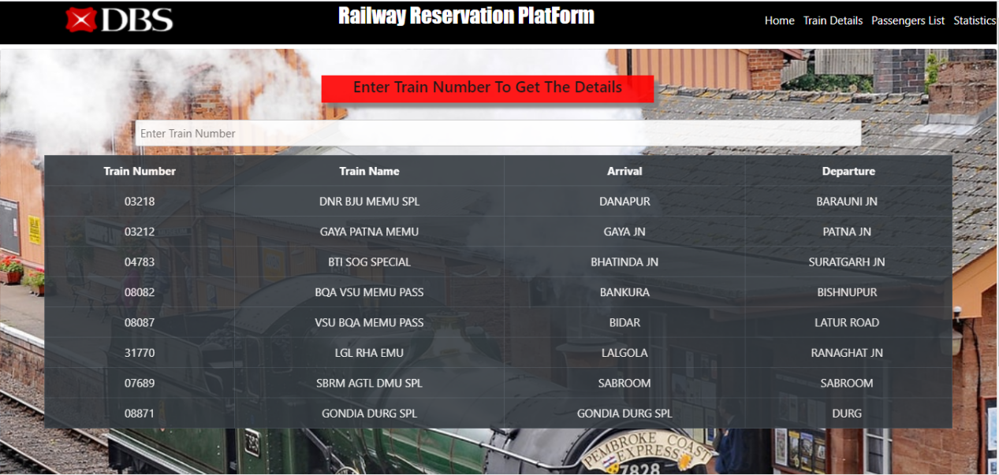 DBS
Railway Reservation PlatForm
Home Train Details Passengers List Statistics
Enter Train Number To Get The Details
Enter Train Number
Train Number Train Name Arrival Departure
03218 DNR BJU MEMU SPL DANAPUR BARAUNI JN
03212 GAYA PATNA MEMU GAYA JN PATNA JN
04783 BTI SOG SPECIAL BHATINDA JN SURATGARH JN
08082 BQA VSU MEMU PASS BANKURA BISHNUPUR
08087 VSU BQA MEMU PASS BIDAR LATUR ROAD
31770 LGL RHA EMU LALGOLA RANAGHAT JN
07689 SBRM AGTL DMU SPL SABROOM SABROOM
08871 GONDIA DURG SPL GONDIA DURG SPL DURG
PEMBROKE COAST
EXPRESS
7828